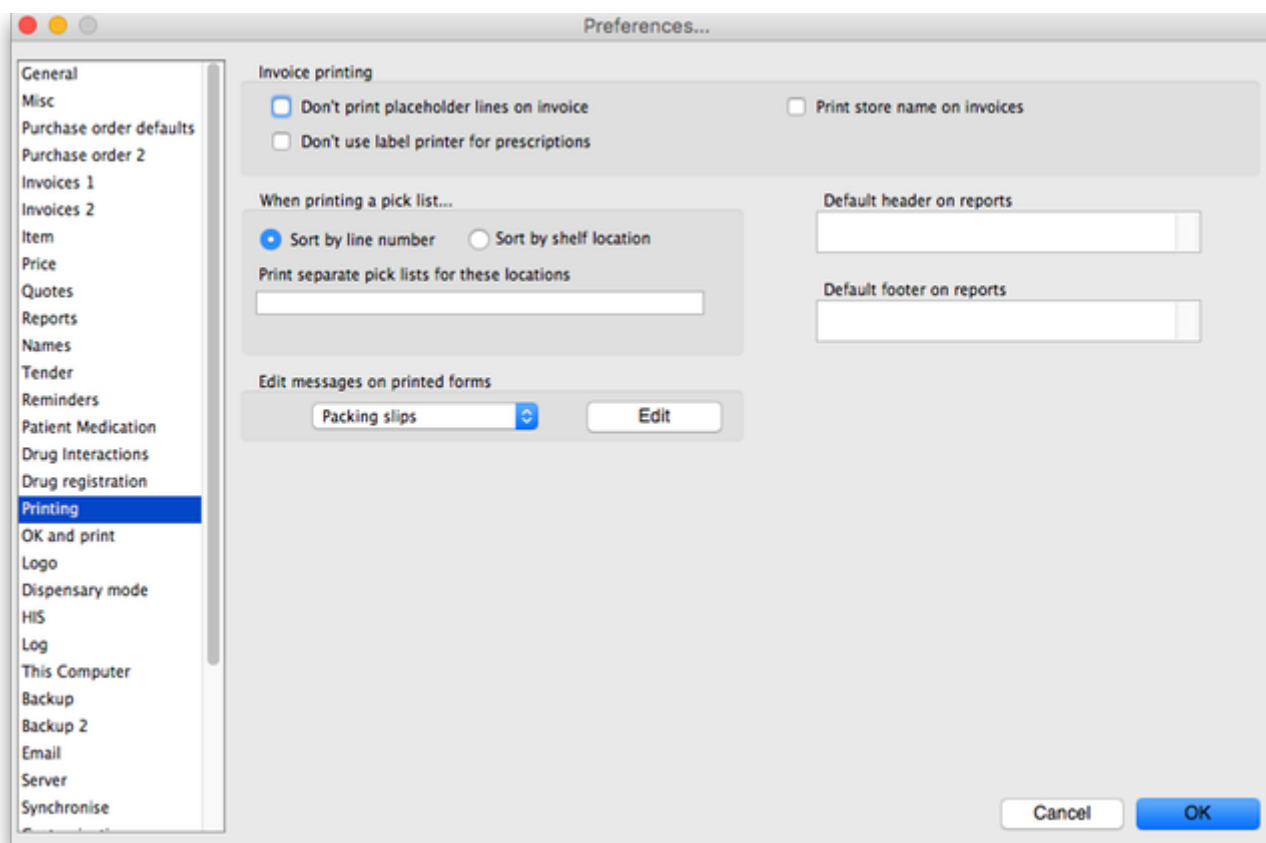 Preferences...
General
Misc
Purchase order defaults
Purchase order 2
Invoices 1
Invoices 2
Item
Price
Quotes
Reports
Names
Tender
Reminders
Patient Medication
Drug Interactions
Drug registration
Printing
OK and print
Logo
Dispensary mode
HIS
Log
This Computer
Backup
Backup 2
Email
Server
Synchronise
Invoice printing
Don't print placeholder lines on invoice
Print store name on invoices
Don't use label printer for prescriptions
When printing a pick list...
Sort by line number
Sort by shelf location
Print separate pick lists for these locations
Default header on reports
Default footer on reports
Edit messages on printed forms
Packing slips
Edit
Cancel
OK